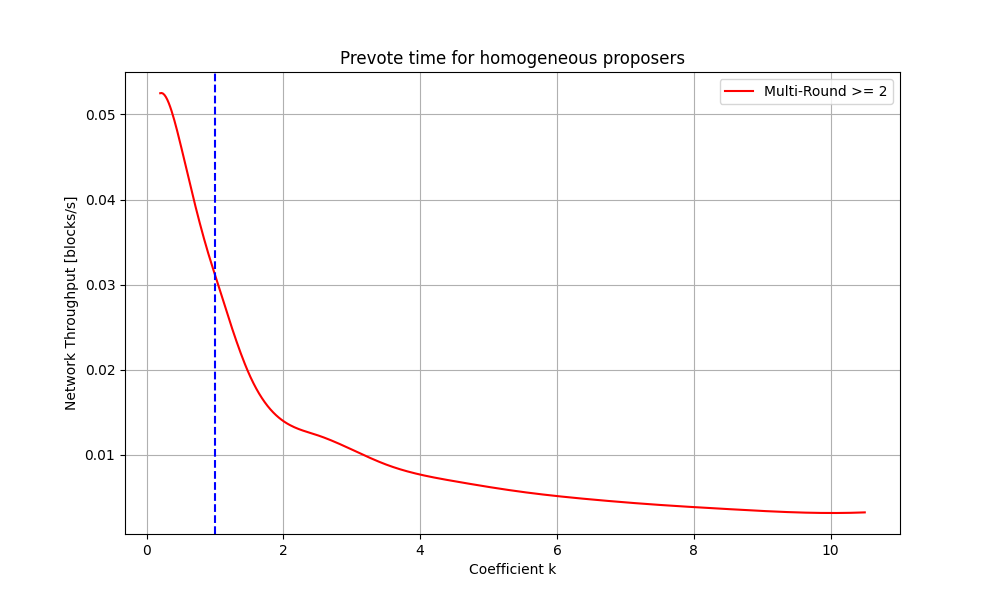 Prevote time for homogeneous proposers
Multi-Round >= 2
Network Throughput [blocks/s]
0.05
0.04
0.03
0.02
0.01
0 2 4 6 8 10
Coefficient k